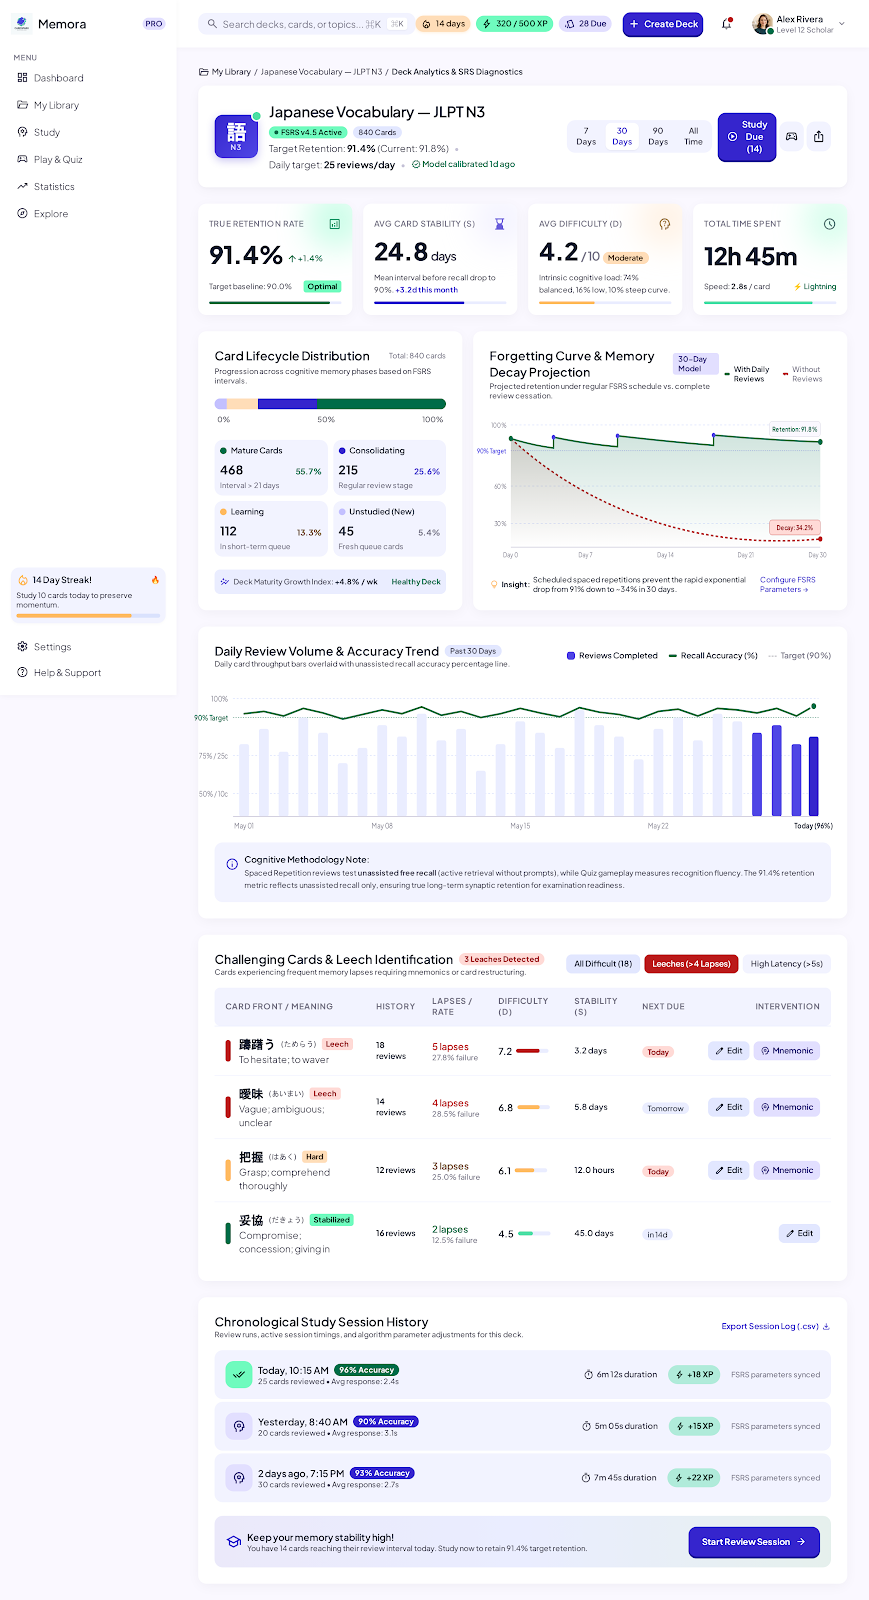 Memora PRO
MENU
Dashboard
My Library
Study
Play & Quiz
Statistics
Explore
14 Day Streak!
Study 10 cards today to preserve
momentum.
Settings
Help & Support
Search decks, cards, or topics... ⌘K ⌘K
14 days
320 / 500 XP
28 Due
+ Create Deck
Alex Rivera
Level 12 Scholar
My Library / Japanese Vocabulary — JLPT N3 / Deck Analytics & SRS Diagnostics
語
N3
Japanese Vocabulary — JLPT N3
FSRS v4.5 Active 840 Cards
Target Retention: 91.4% (Current: 91.8%) •
Daily target: 25 reviews/day • Model calibrated 1d ago
7 Days
30 Days
90 Days
All Time
Study Due (14)
TRUE RETENTION RATE
91.4% ↑ +1.4%
Target baseline: 90.0% Optimal
AVG CARD STABILITY (S)
24.8 days
Mean interval before recall drop to
90%. +3.2d this month
AVG DIFFICULTY (D)
4.2 / 10 Moderate
Intrinsic cognitive load: 74%
balanced, 16% low, 10% steep curve.
TOTAL TIME SPENT
12h 45m
Speed: 2.8s / card ⚡ Lightning
Card Lifecycle Distribution Total: 840 cards
Progression across cognitive memory phases based on FSRS
intervals.
0% 50% 100%
Mature Cards
468 55.7%
Interval > 21 days
Consolidating
215 25.6%
Regular review stage
Learning
112 13.3%
In short-term queue
Unstudied (New)
45 5.4%
Fresh queue cards
Deck Maturity Growth Index: +4.8% / wk Healthy Deck
Forgetting Curve & Memory
Decay Projection
30-Day Model
With Daily Reviews
Without Reviews
Projected retention under regular FSRS schedule vs. complete
review cessation.
100%
90% Target
60%
30%
Retention: 91.8%
Decay: 34.2%
Day 0 Day 7 Day 14 Day 21 Day 30
Insight: Scheduled spaced repetitions prevent the rapid exponential
drop from 91% down to ~34% in 30 days.
Configure FSRS
Parameters →
Daily Review Volume & Accuracy Trend Past 30 Days
Daily card throughput bars overlaid with unassisted recall accuracy percentage line.
Reviews Completed Recall Accuracy (%) Target (90%)
100%
90% Target
75% / 25c
50% / 10c
May 01 May 08 May 15 May 22 Today (96%)
Cognitive Methodology Note:
Spaced Repetition reviews test unassisted free recall (active retrieval without prompts), while Quiz gameplay measures recognition fluency. The 91.4% retention
metric reflects unassisted recall only, ensuring true long-term synaptic retention for examination readiness.
Challenging Cards & Leech Identification 3 Leaches Detected
Cards experiencing frequent memory lapses requiring mnemonics or card restructuring.
All Difficult (18) Leeches (>4 Lapses) High Latency (>5s)
CARD FRONT / MEANING HISTORY LAPSES / RATE DIFFICULTY (D) STABILITY (S) NEXT DUE INTERVENTION
躊躇う (ためらう) Leech
To hesitate; to waver
18 reviews
5 lapses
27.8% failure
7.2
3.2 days
Today
Edit Mnemonic
曖昧 (あいまい) Leech
Vague; ambiguous;
unclear
14 reviews
4 lapses
28.5% failure
6.8
5.8 days
Tomorrow
Edit Mnemonic
把握 (はあく) Hard
Grasp; comprehend
thoroughly
12 reviews
3 lapses
25.0% failure
6.1
12.0 hours
Today
Edit Mnemonic
妥協 (だきょう) Stabilized
Compromise;
concession; giving in
16 reviews
2 lapses
12.5% failure
4.5
45.0 days
in 14d
Edit
Chronological Study Session History
Review runs, active session timings, and algorithm parameter adjustments for this deck.
Export Session Log (.csv)
Today, 10:15 AM 96% Accuracy
25 cards reviewed • Avg response: 2.4s
6m 12s duration +18 XP FSRS parameters synced
Yesterday, 8:40 AM 90% Accuracy
20 cards reviewed • Avg response: 3.1s
5m 05s duration +15 XP FSRS parameters synced
2 days ago, 7:15 PM 93% Accuracy
30 cards reviewed • Avg response: 2.7s
7m 45s duration +22 XP FSRS parameters synced
Keep your memory stability high!
You have 14 cards reaching their review interval today. Study now to retain 91.4% target retention.
Start Review Session →